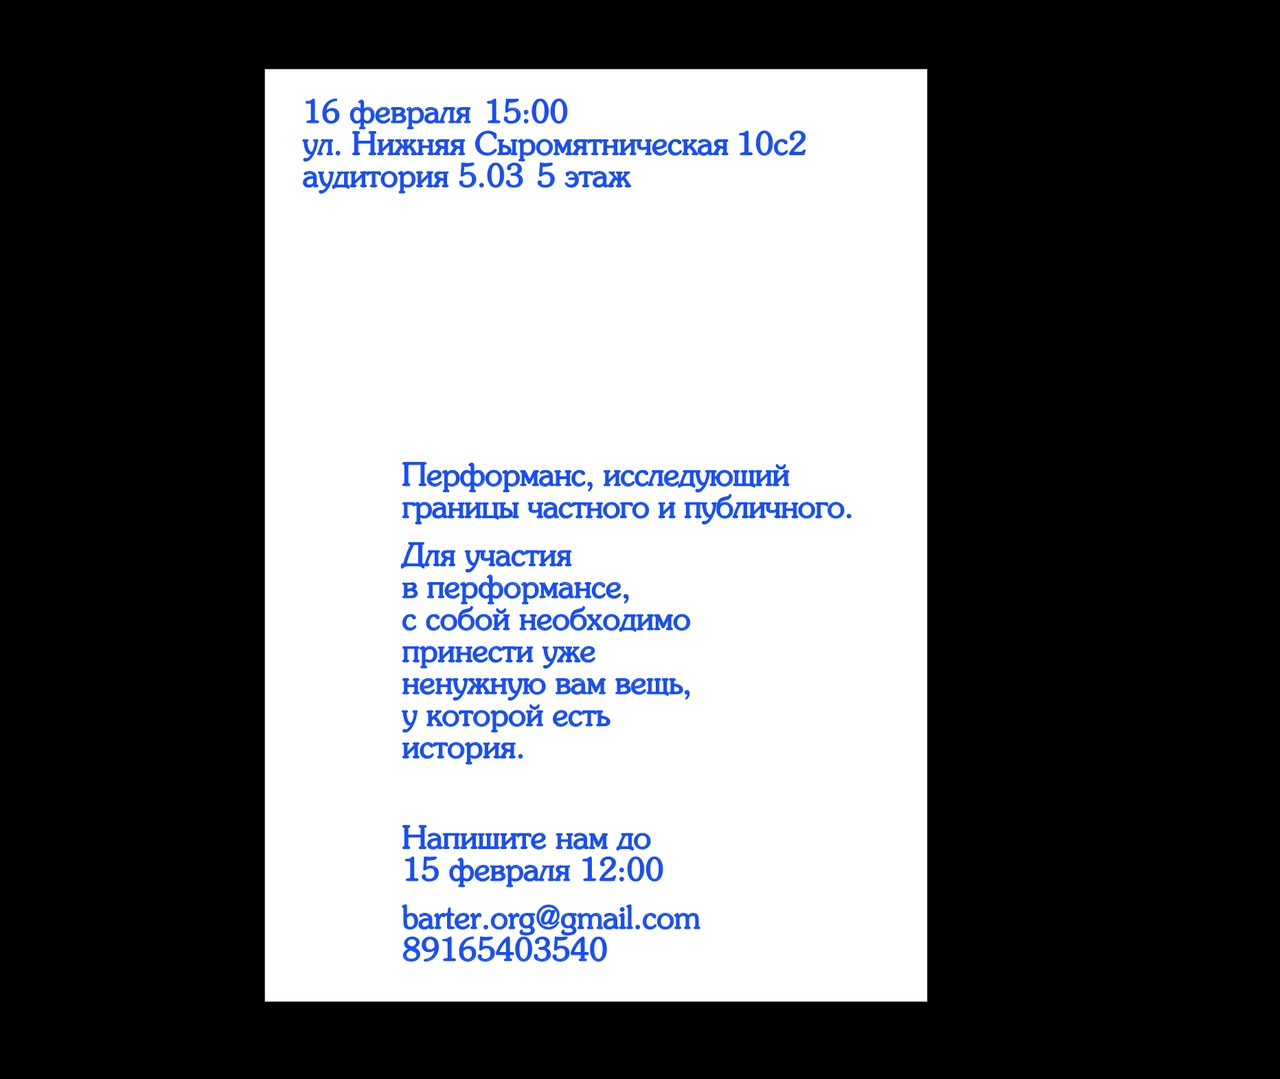 16 февраля 15:00
ул. Нижняя Сыромятническая 10с2
аудитория 5.03 5 этаж
Перформанс, исследующий
границы частного и публичного.
Для участия
в перформансе,
с собой необходимо
принести уже
ненужную вам вещь,
у которой есть
история.
Напишите нам до
15 февраля 12:00
barter.org@gmail.com
89165403540